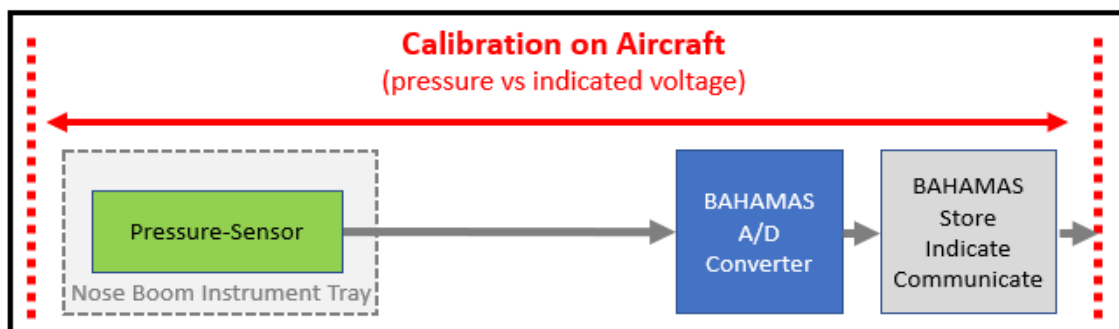 Calibration on Aircraft
(pressure vs indicated voltage)
Pressure-Sensor
Nose Boom Instrument Tray
BAHAMAS
A/D
Converter
BAHAMAS
Store
Indicate
Communicate